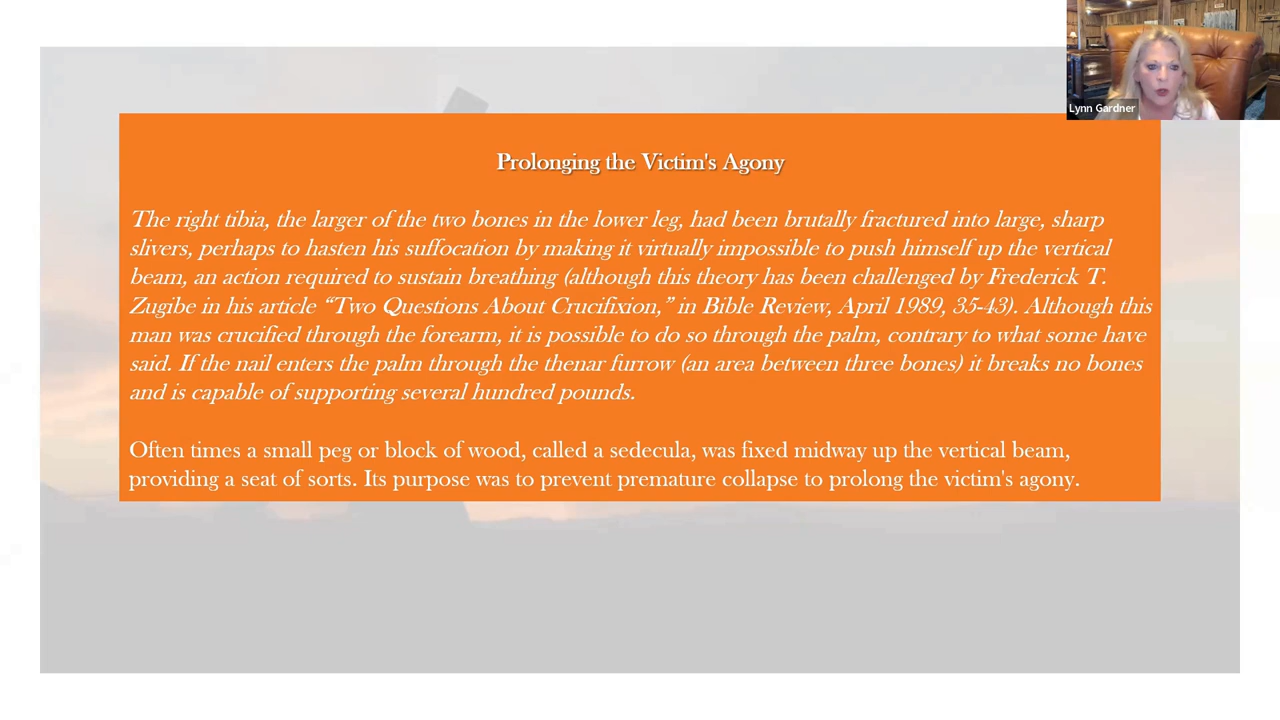 Lynn Gardner
Prolonging the Victim's Agony
The right tibia, the larger of the two bones in the lower leg, had been brutally fractured into large, sharp
slivers, perhaps to hasten his suffocation by making it virtually impossible to push himself up the vertical
beam, an action required to sustain breathing (although this theory has been challenged by Frederick T.
Zugibe in his article “Two Questions About Crucifixion,” in Bible Review, April 1989, 35-43). Although this
man was crucified through the forearm, it is possible to do so through the palm, contrary to what some have
said. If the nail enters the palm through the thenar furrow (an area between three bones) it breaks no bones
and is capable of supporting several hundred pounds.
Often times a small peg or block of wood, called a sedecula, was fixed midway up the vertical beam,
providing a seat of sorts. Its purpose was to prevent premature collapse to prolong the victim's agony.